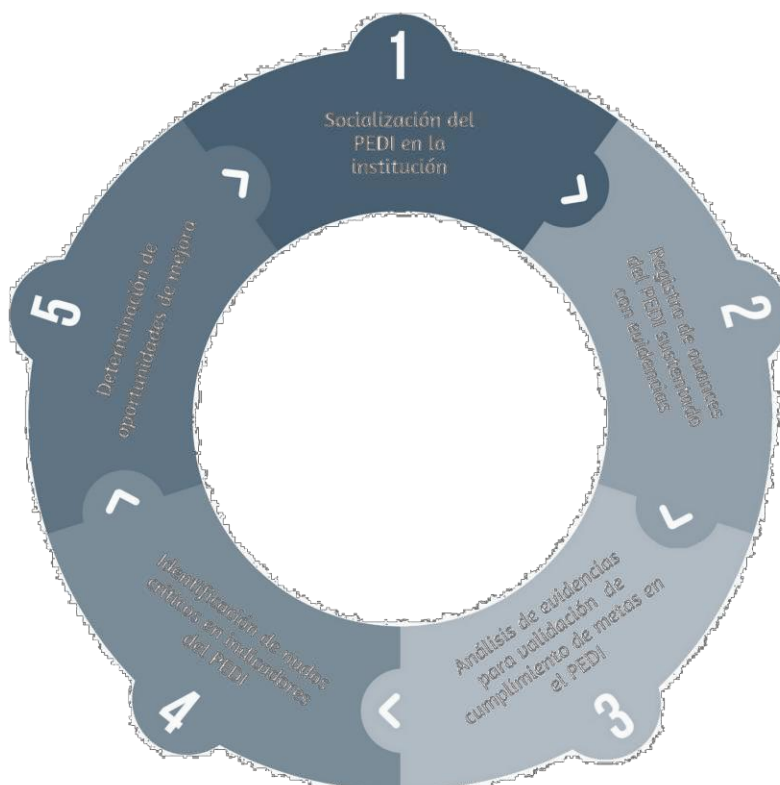 1
Socialización del
PEDI en la
institución
2
Registro de avances
del PEDI sustentado
con evidencias
3
Análisis de evidencias
para validación de
cumplimiento de metas en
el PEDI
4
Identificación de nudos
críticos en indicadores
del PEDI
5
Determinación de
oportunidades de mejora